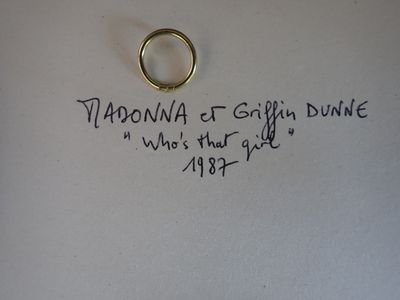 MADONNA et Griffin DUNNE
"Who's that girl"
1987